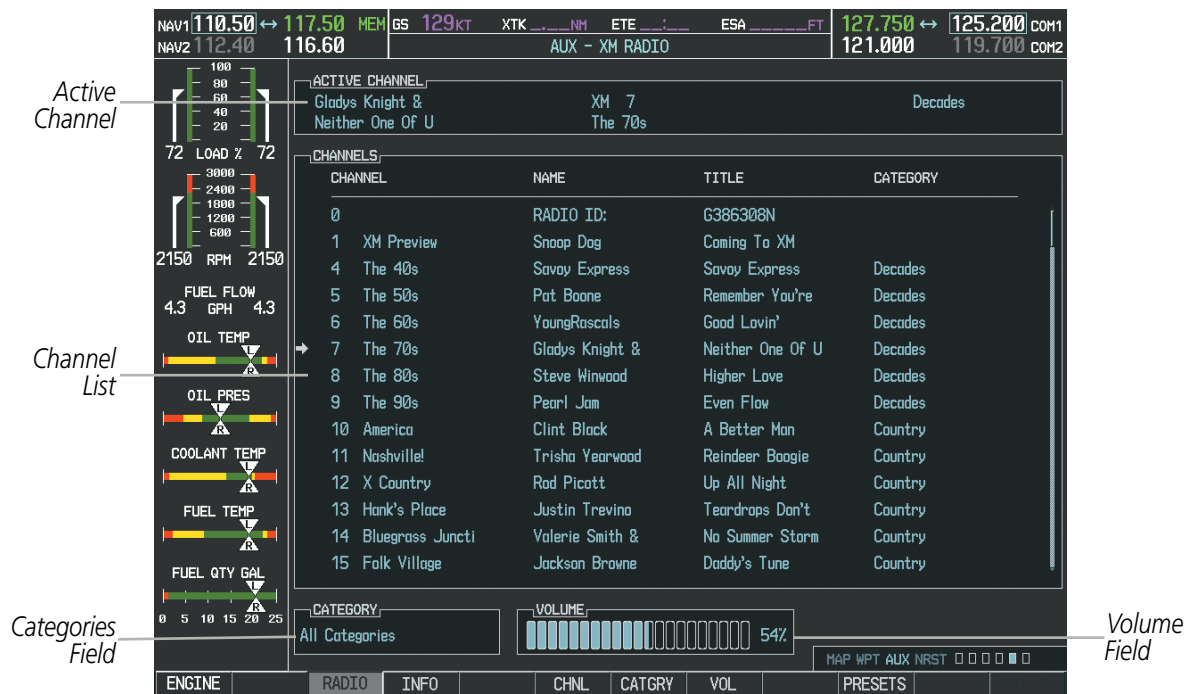 NAV1 110.50 ↔ 117.50 MEM GS 129KT XTK _._ _NM ETE _ _:_ _ ESA _ _ _ _ _FT 127.750 ↔ 125.200 COM1
NAV2 112.40 116.60 AUX - XM RADIO 121.000 119.700 COM2
Active Channel
100
80
60
40
20
72 LOAD % 72
3000
2400
1800
1200
600
2150 RPM 2150
FUEL FLOW
4.3 GPH 4.3
OIL TEMP
L
R
OIL PRES
L
R
COOLANT TEMP
L
R
FUEL TEMP
L
R
FUEL QTY GAL
L
R
0 5 10 15 20 25
ACTIVE CHANNEL
Gladys Knight & XM 7 Decades
Neither One Of U The 70s
CHANNELS
CHANNEL NAME TITLE CATEGORY
0 RADIO ID: G386308N
1 XM Preview Snoop Dog Coming To XM
4 The 40s Savoy Express Savoy Express Decades
5 The 50s Pat Boone Remember You're Decades
6 The 60s YoungRascals Good Lovin' Decades
7 The 70s Gladys Knight & Neither One Of U Decades
8 The 80s Steve Winwood Higher Love Decades
9 The 90s Pearl Jam Even Flow Decades
10 America Clint Black A Better Man Country
11 Nashville! Trisha Yearwood Reindeer Boogie Country
12 X Country Rod Picott Up All Night Country
13 Hank's Place Justin Trevino Teardrops Don't Country
14 Bluegrass Juncti Valerie Smith & No Summer Storm Country
15 Folk Village Jackson Browne Daddy's Tune Country
Channel List
CATEGORY
All Categories
VOLUME
54%
Categories Field
Volume Field
MAP WPT AUX NRST
ENGINE RADIO INFO CHNL CATGRY VOL PRESETS